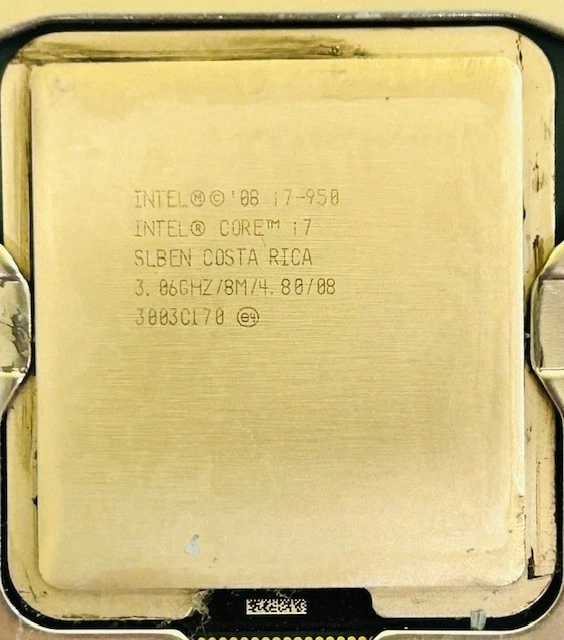 INTEL®©'08 i7-950
INTEL® CORE™ i7
SLBEN COSTA RICA
3.06GHZ/8M/4.80/08
3003C170 e4